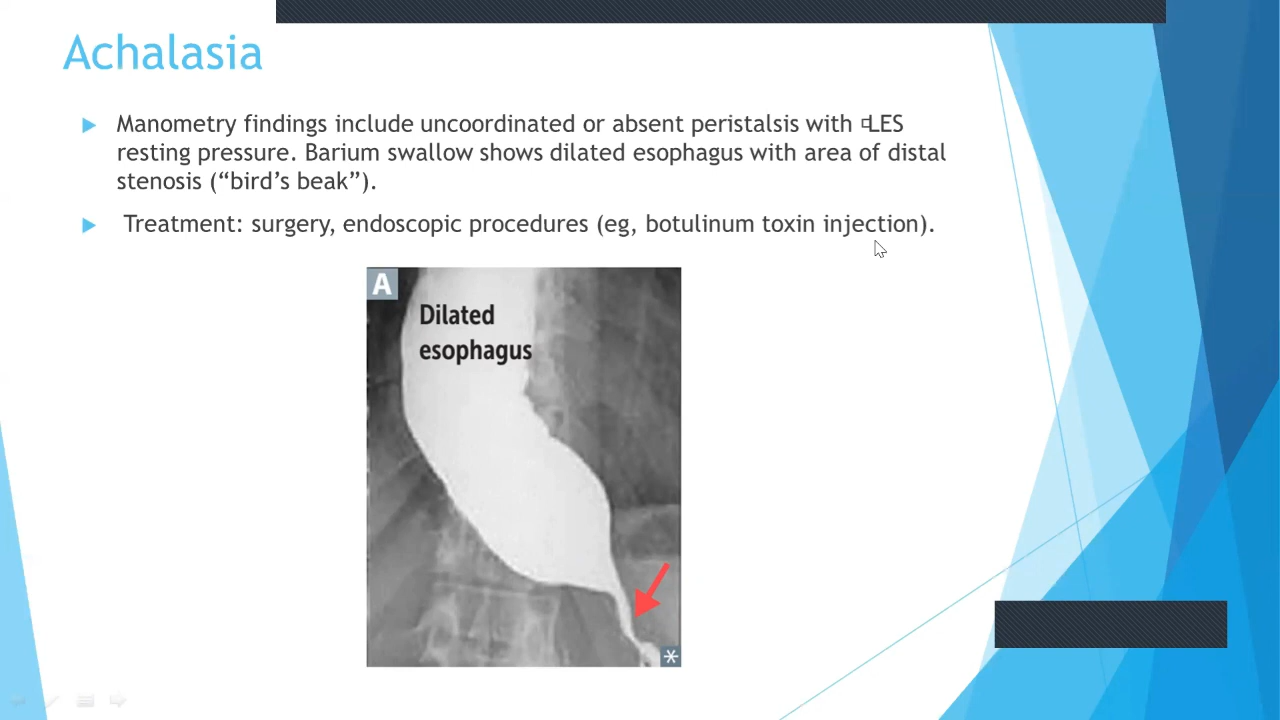 Achalasia
Manometry findings include uncoordinated or absent peristalsis with □LES
resting pressure. Barium swallow shows dilated esophagus with area of distal
stenosis (“bird’s beak”).
Treatment: surgery, endoscopic procedures (eg, botulinum toxin injection).
A
Dilated
esophagus
*